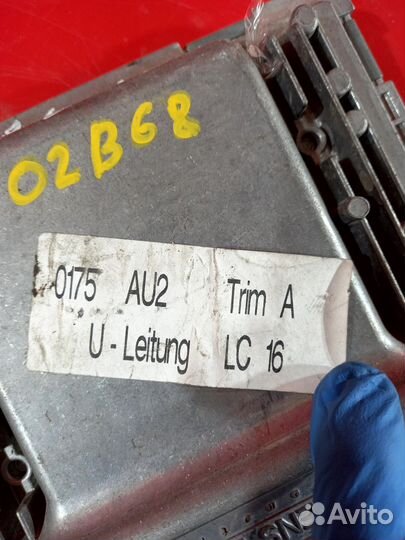 02B68
0175 AU2 Trim A
U - Leitung LC 16
Avito